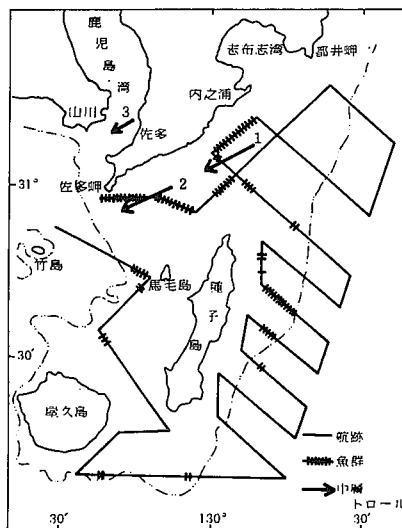 鹿児島湾
志布志湾
都井岬
内之浦
山川
3
佐多
1
佐多岬
2
31°
竹島
馬毛島
種子島
30′
屋久島
航跡
魚群
中層
トロール
30′
130°
30′